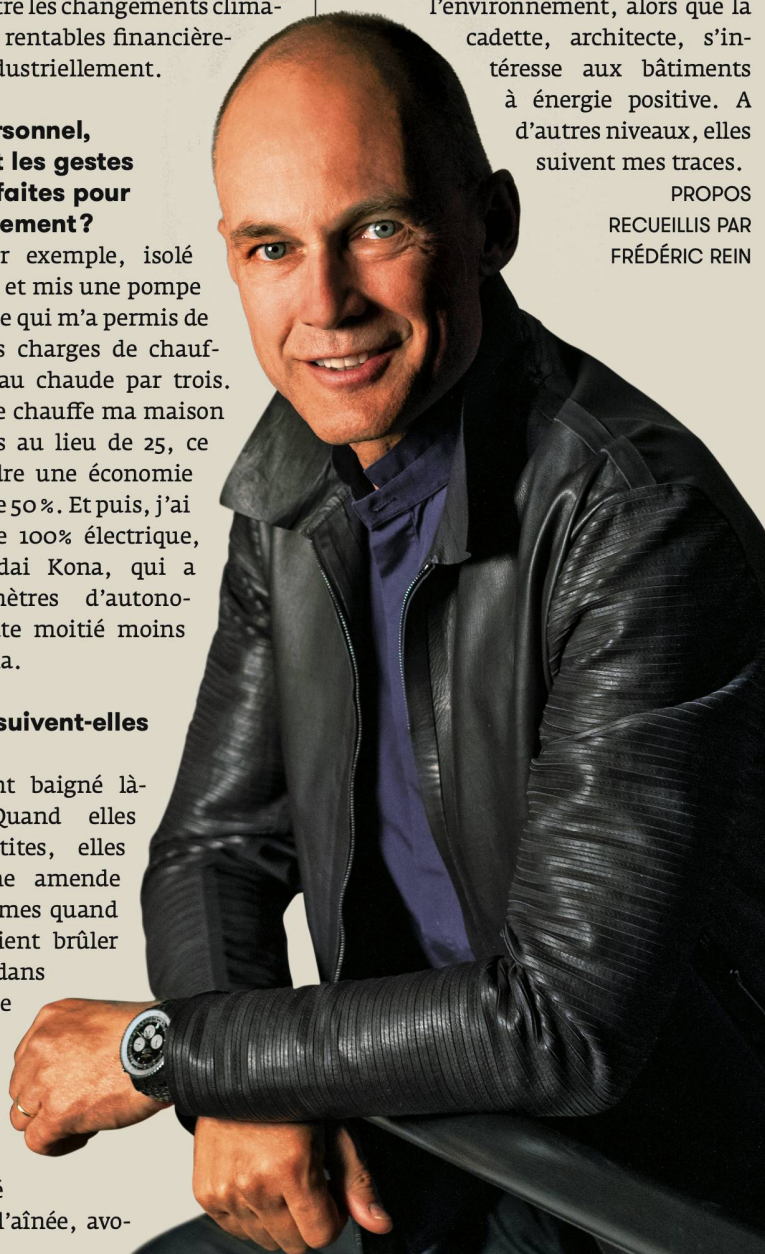 tre les changements clima-
rentables financière-
dustriellement.
rsonnel,
t les gestes
faites pour
ement ?
r exemple, isolé
et mis une pompe
e qui m'a permis de
s charges de chauf-
au chaude par trois.
e chauffe ma maison
s au lieu de 25, ce
dre une économie
e 50 %. Et puis, j'ai
e 100% électrique,
dai Kona, qui a
mètres d'autono-
te moitié moins
a.
suivent-elles
nt baigné là-
Quand elles
tites, elles
ne amende
mes quand
ient brûler
dans
e
é
l'aînée, avo-
l'environnement, alors que la
cadette, architecte, s'in-
téresse aux bâtiments
à énergie positive. A
d'autres niveaux, elles
suivent mes traces.
PROPOS
RECUEILLIS PAR
FRÉDÉRIC REIN